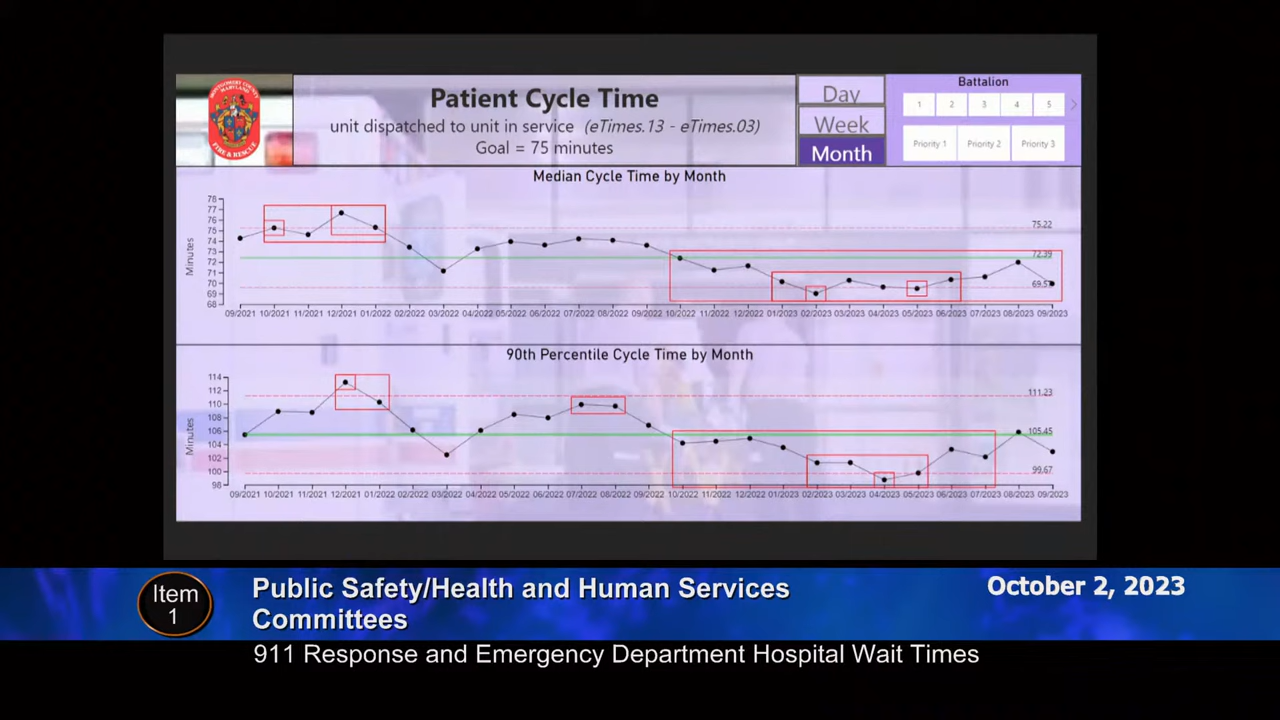 MONTGOMERY COUNTY
MARYLAND
FIRE & RESCUE
Patient Cycle Time
unit dispatched to unit in service (eTimes.13 - eTimes.03)
Goal = 75 minutes
Day
Week
Month
Battalion
1 2 3 4 5
Priority 1 Priority 2 Priority 3
Median Cycle Time by Month
Minutes
78
77
76
75
74
73
72
71
70
69
68
75.22
72.39
09/2021 10/2021 11/2021 12/2021 01/2022 02/2022 03/2022 04/2022 05/2022 06/2022 07/2022 08/2022 09/2022 10/2022 11/2022 12/2022 01/2023 02/2023 03/2023 04/2023 05/2023 06/2023 07/2023 08/2023 09/2023
90th Percentile Cycle Time by Month
Minutes
114
112
110
108
106
104
102
100
98
111.23
105.45
99.67
09/2021 10/2021 11/2021 12/2021 01/2022 02/2022 03/2022 04/2022 05/2022 06/2022 07/2022 08/2022 09/2022 10/2022 11/2022 12/2022 01/2023 02/2023 03/2023 04/2023 05/2023 06/2023 07/2023 08/2023 09/2023
Item
1
Public Safety/Health and Human Services
Committees
October 2, 2023
911 Response and Emergency Department Hospital Wait Times